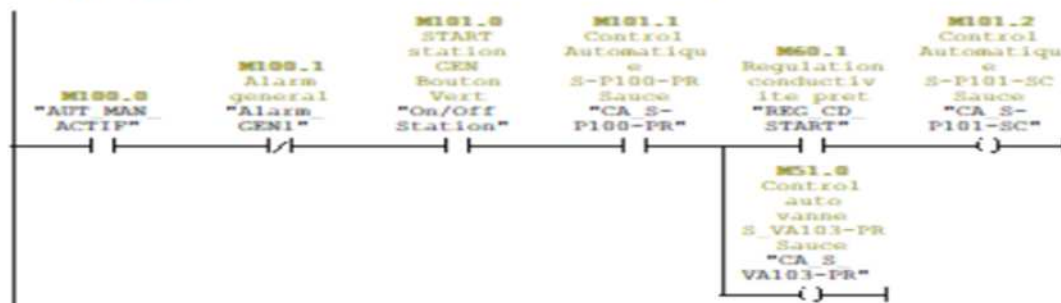 M100.0
"AUT_MAN_
ACTIF"
M100.1
Alarm
general
"Alarm_
GEN1"
M101.0
START
station
GEN
Bouton
Vert
"On/Off
Station"
M101.1
Control
Automatiqu
e
S-P100-PR
Sauce
"CA_S-
P100-PR"
M60.1
Regulation
conductiv
ite pret
"REG_CD_
START"
M101.2
Control
Automatiqu
e
S-P101-SC
Sauce
"CA_S-
P101-SC"
M51.0
Control
auto
vanne
S_VA103-PR
Sauce
"CA_S_
VA103-PR"